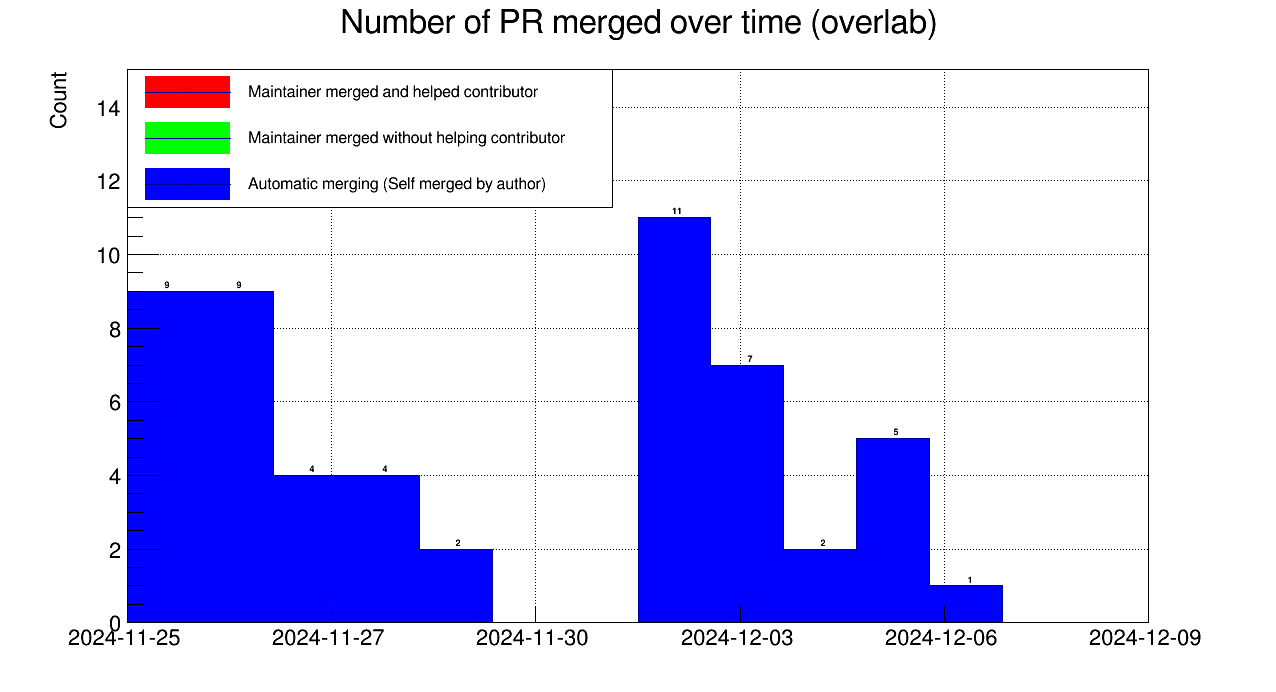 Number of PR merged over time (overlab)
Count
Maintainer merged and helped contributor
Maintainer merged without helping contributor
Automatic merging (Self merged by author)
14
12
10
8
6
4
2
0
9 9 4 4 2 11 7 2 5 1
2024-11-25 2024-11-27 2024-11-30 2024-12-03 2024-12-06 2024-12-09